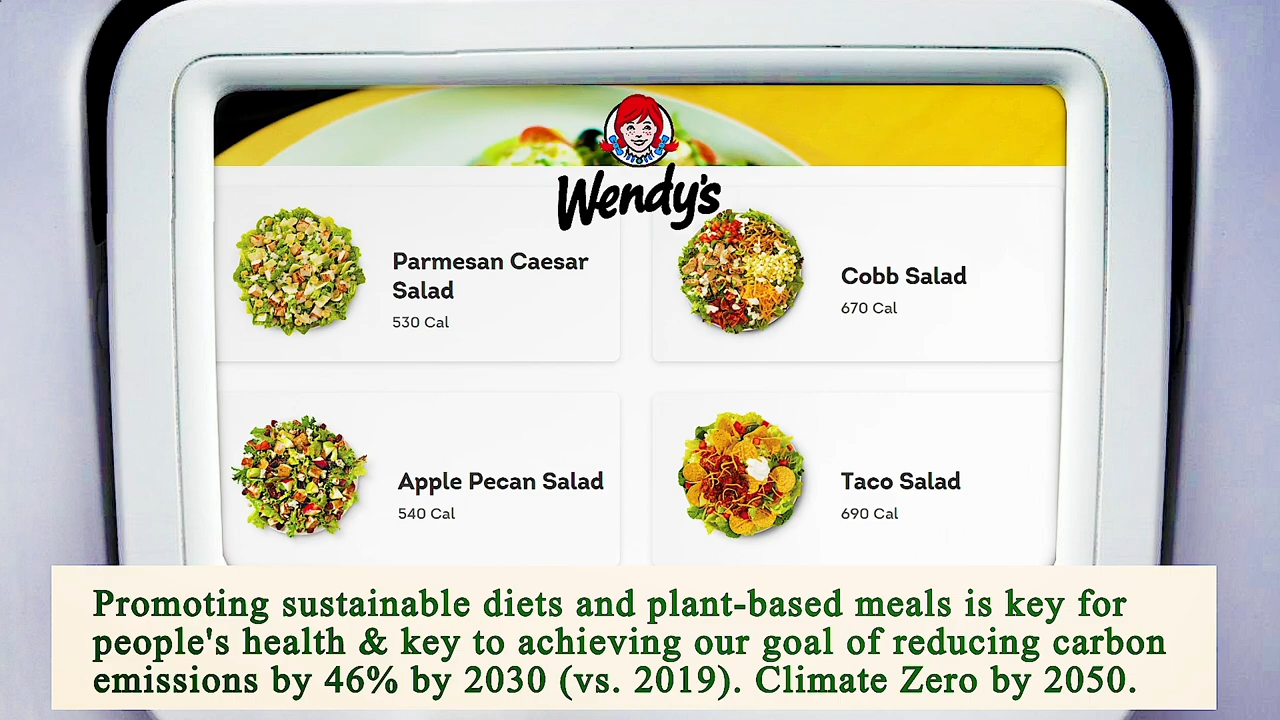 Wendy's
Parmesan Caesar
Salad
530 Cal
Cobb Salad
670 Cal
Apple Pecan Salad
540 Cal
Taco Salad
690 Cal
Promoting sustainable diets and plant-based meals is key for
people's health & key to achieving our goal of reducing carbon
emissions by 46% by 2030 (vs. 2019). Climate Zero by 2050.